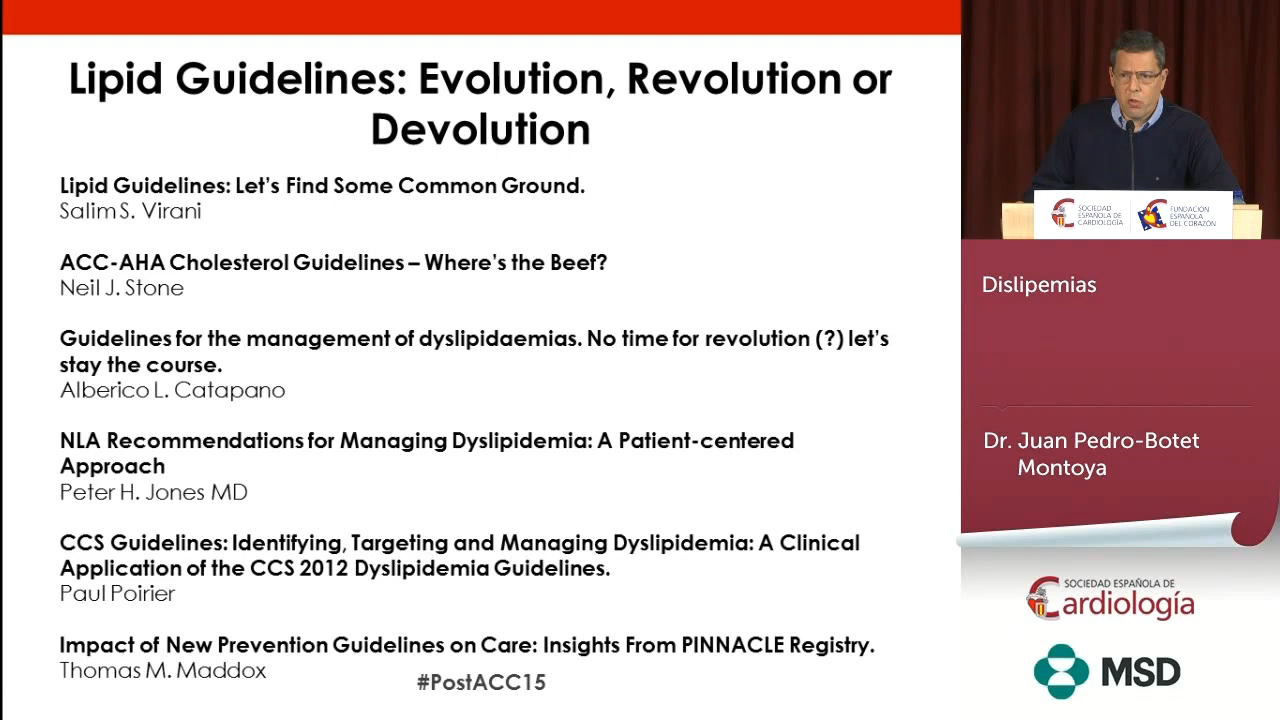 Lipid Guidelines: Evolution, Revolution or
Devolution
Lipid Guidelines: Let's Find Some Common Ground.
Salim S. Virani
ACC-AHA Cholesterol Guidelines – Where's the Beef?
Neil J. Stone
Guidelines for the management of dyslipidaemias. No time for revolution (?) let's
stay the course.
Alberico L. Catapano
NLA Recommendations for Managing Dyslipidemia: A Patient-centered
Approach
Peter H. Jones MD
CCS Guidelines: Identifying, Targeting and Managing Dyslipidemia: A Clinical
Application of the CCS 2012 Dyslipidemia Guidelines.
Paul Poirier
Impact of New Prevention Guidelines on Care: Insights From PINNACLE Registry.
Thomas M. Maddox
#PostACC15
SOCIEDAD
ESPAÑOLA DE
CARDIOLOGÍA
FUNDACIÓN
ESPAÑOLA
DEL CORAZÓN
Dislipemias
Dr. Juan Pedro-Botet
Montoya
SOCIEDAD ESPAÑOLA DE
Cardiología
MSD